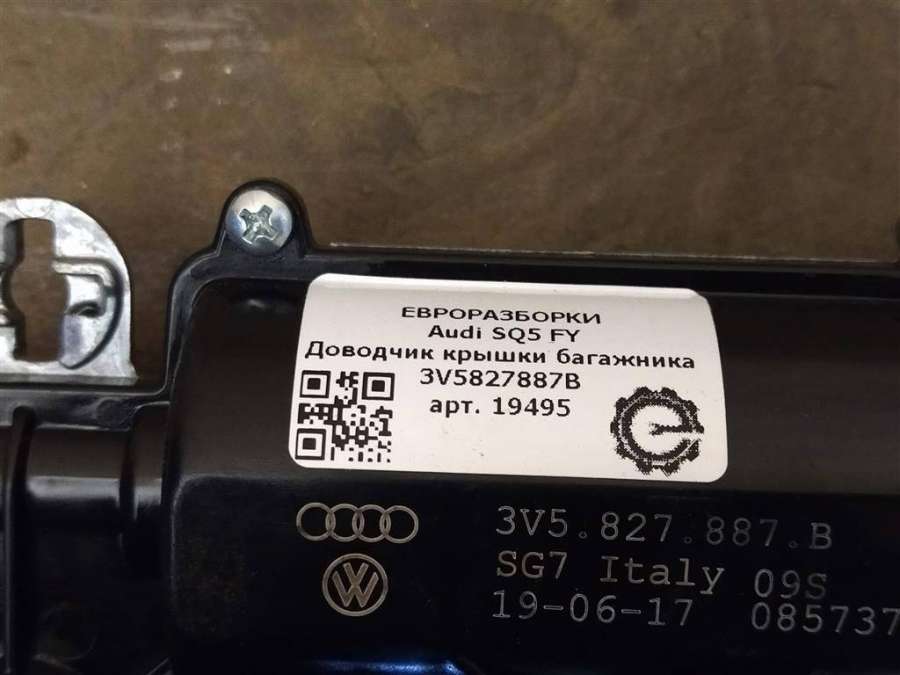 ЕВРОРАЗБОРКИ
Audi SQ5 FY
Доводчик крышки багажника
3V5827887B
арт. 19495
3V5.827.887.B
SG7 Italy 09S
19-06-17 085737